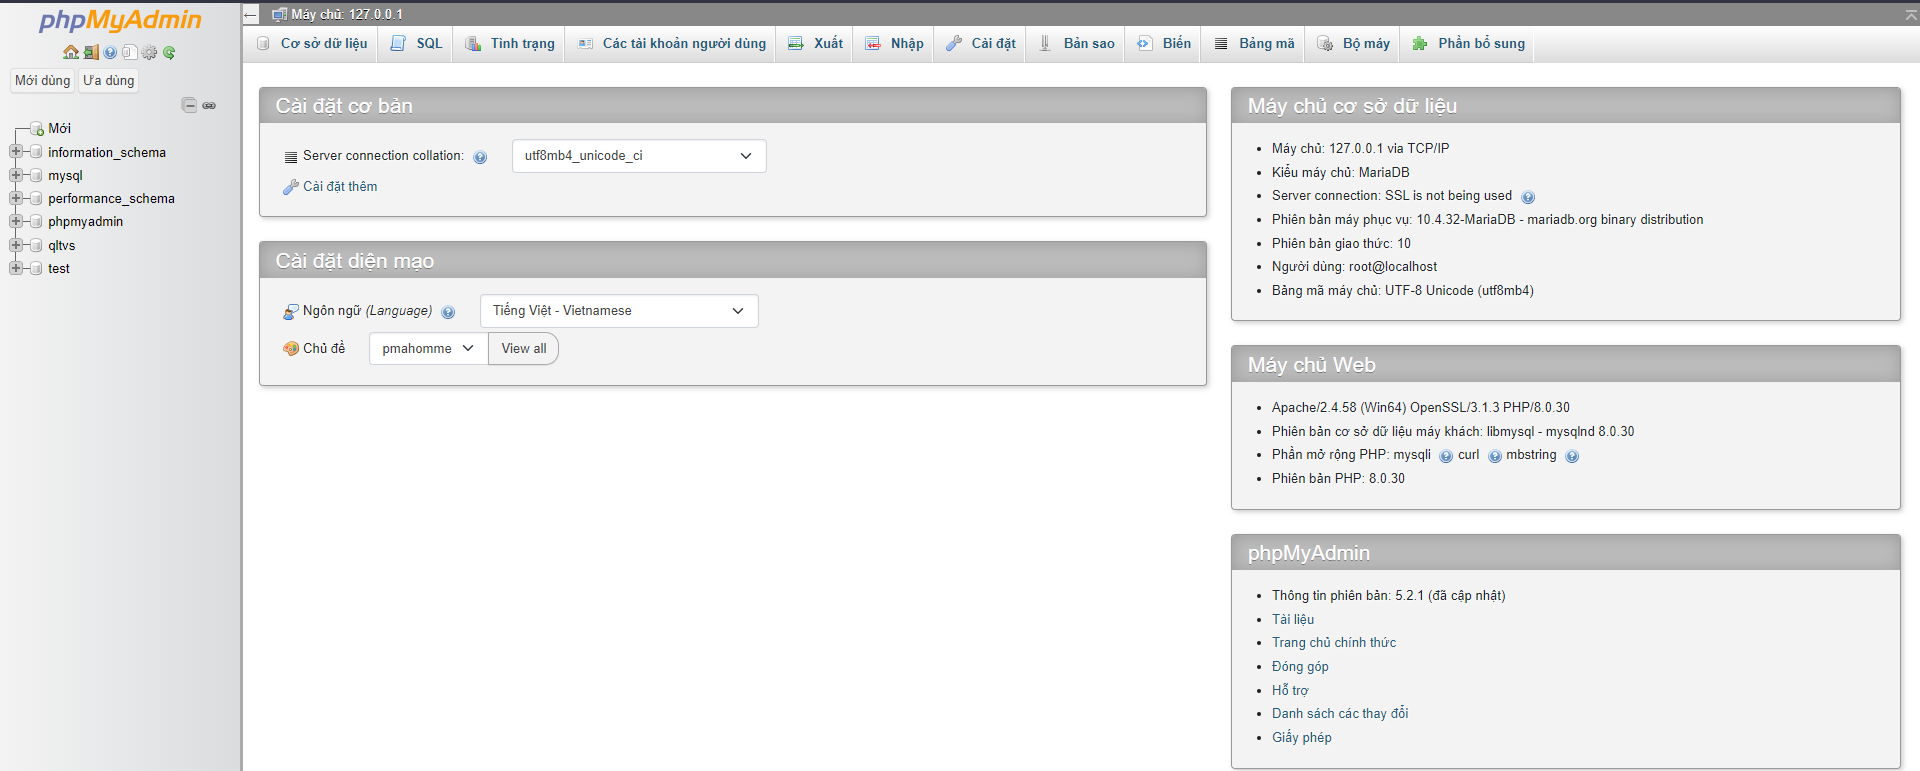 phpMyAdmin
Mới dùng Ưa dùng
Mới
information_schema
mysql
performance_schema
phpmyadmin
qltvs
test
Máy chủ: 127.0.0.1
Cơ sở dữ liệu SQL Tình trạng Các tài khoản người dùng Xuất Nhập Cài đặt Bản sao Biến Bảng mã Bộ máy Phần bổ sung
Cài đặt cơ bản
Server connection collation: utf8mb4_unicode_ci
Cài đặt thêm
Cài đặt diện mạo
Ngôn ngữ (Language) Tiếng Việt - Vietnamese
Chủ đề pmahomme View all
Máy chủ cơ sở dữ liệu
Máy chủ: 127.0.0.1 via TCP/IP
Kiểu máy chủ: MariaDB
Server connection: SSL is not being used
Phiên bản máy phục vụ: 10.4.32-MariaDB - mariadb.org binary distribution
Phiên bản giao thức: 10
Người dùng: root@localhost
Bảng mã máy chủ: UTF-8 Unicode (utf8mb4)
Máy chủ Web
Apache/2.4.58 (Win64) OpenSSL/3.1.3 PHP/8.0.30
Phiên bản cơ sở dữ liệu máy khách: libmysql - mysqlnd 8.0.30
Phần mở rộng PHP: mysqli curl mbstring
Phiên bản PHP: 8.0.30
phpMyAdmin
Thông tin phiên bản: 5.2.1 (đã cập nhật)
Tài liệu
Trang chủ chính thức
Đóng góp
Hỗ trợ
Danh sách các thay đổi
Giấy phép